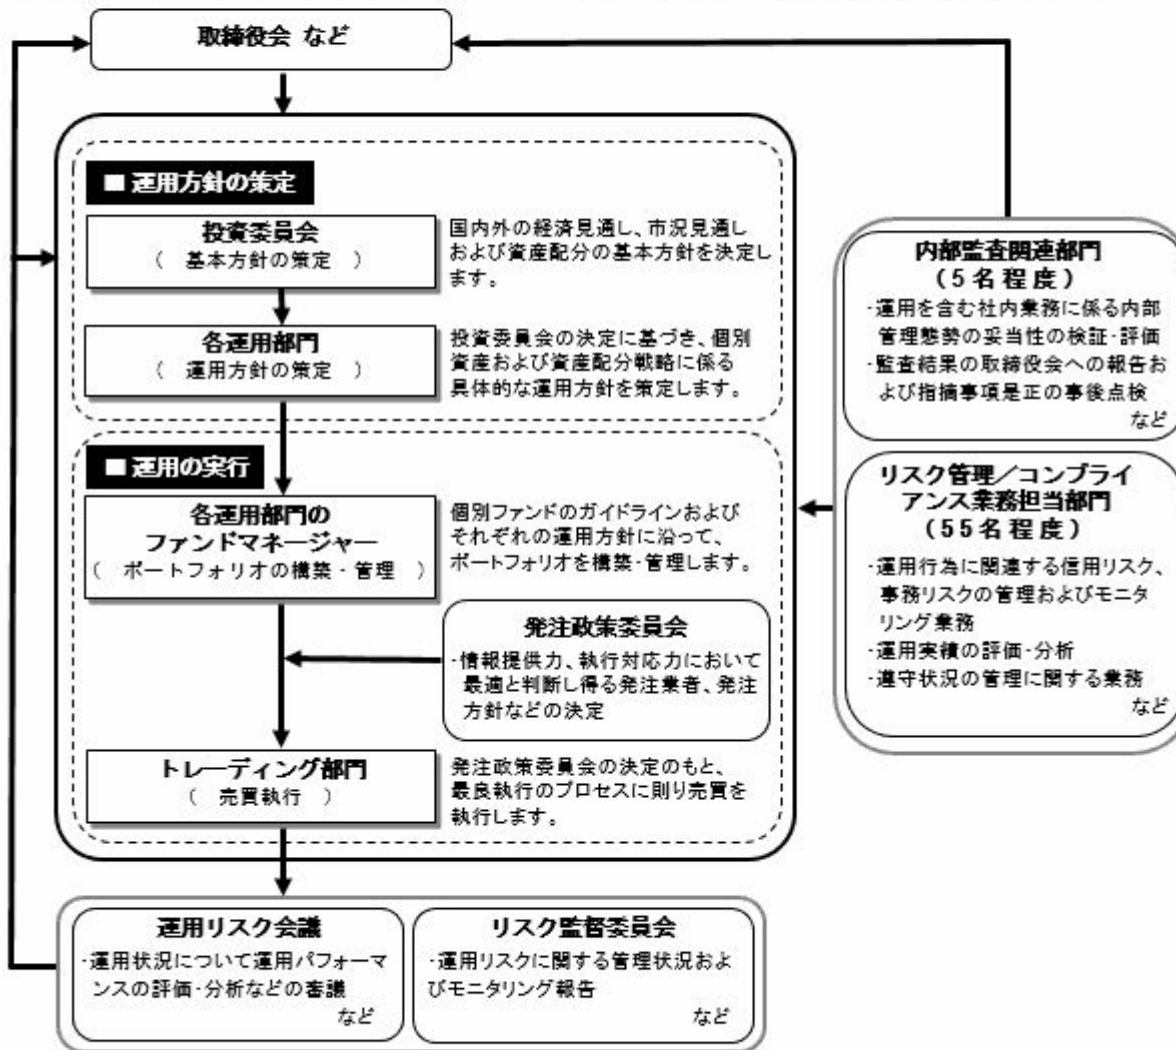 取締役会 など
■ 運用方針の策定
投資委員会
( 基本方針の策定 )
国内外の経済見通し、市況見通し
および資産配分の基本方針を決定し
ます。
各運用部門
( 運用方針の策定 )
投資委員会の決定に基づき、個別
資産および資産配分戦略に係る
具体的な運用方針を策定します。
■ 運用の実行
各運用部門の
ファンドマネージャー
( ポートフォリオの構築・管理 )
個別ファンドのガイドラインおよび
それぞれの運用方針に沿って、
ポートフォリオを構築・管理します。
発注政策委員会
・情報提供力、執行対応力において
最適と判断し得る発注業者、発注
方針などの決定
トレーディング部門
( 売買執行 )
発注政策委員会の決定のもと、
最良執行のプロセスに則り売買を
執行します。
運用リスク会議
・運用状況について運用パフォーマ
ンスの評価・分析などの審議
など
リスク監督委員会
・運用リスクに関する管理状況およ
びモニタリング報告
など
内部監査関連部門
(5名程度)
・運用を含む社内業務に係る内部
管理態勢の妥当性の検証・評価
・監査結果の取締役会への報告お
よび指摘事項是正の事後点検
など
リスク管理/コンプライ
アンス業務担当部門
(55名程度)
・運用行為に関連する信用リスク、
事務リスクの管理およびモニタ
リング業務
・運用実績の評価・分析
・遵守状況の管理に関する業務
など